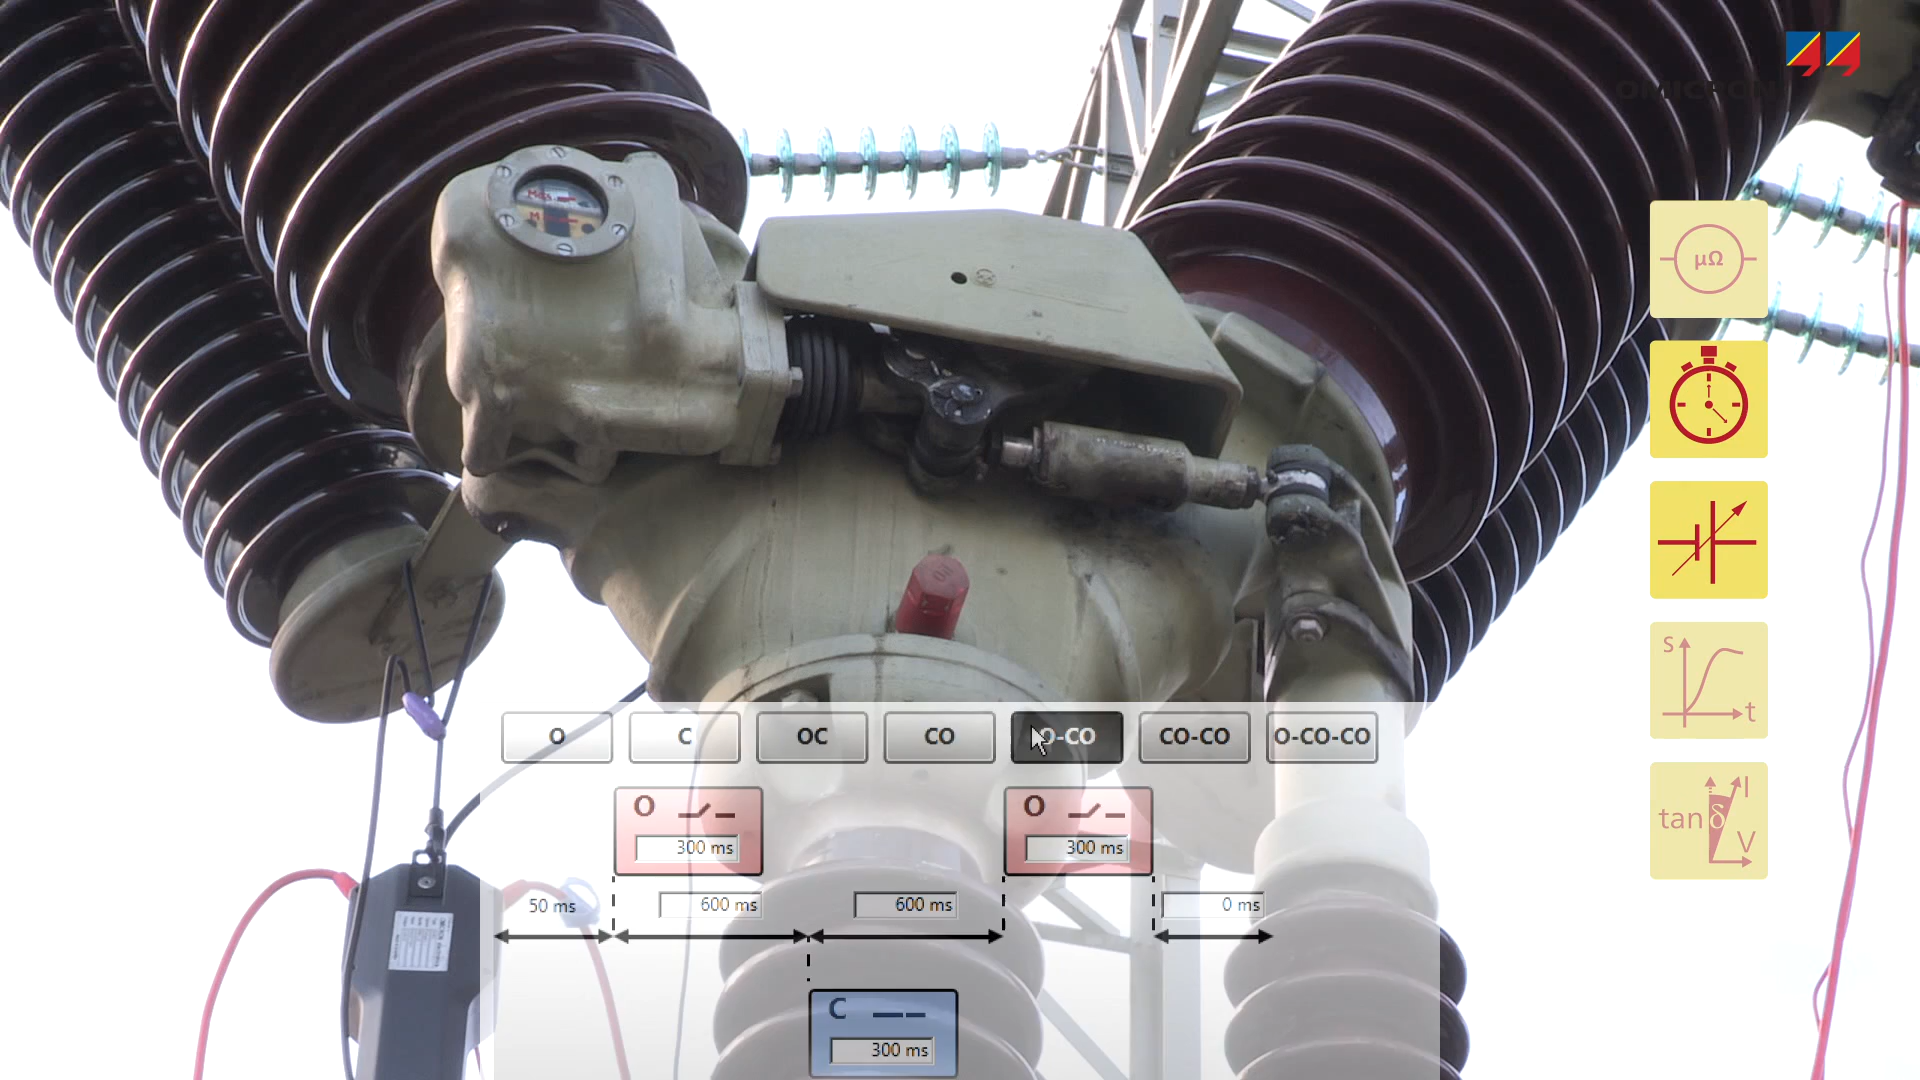 OMICRON
μΩ
S
t
tan δ
I
V
O
C
OC
CO
O-CO
CO-CO
O-CO-CO
O
300 ms
O
300 ms
50 ms
600 ms
600 ms
0 ms
C
300 ms